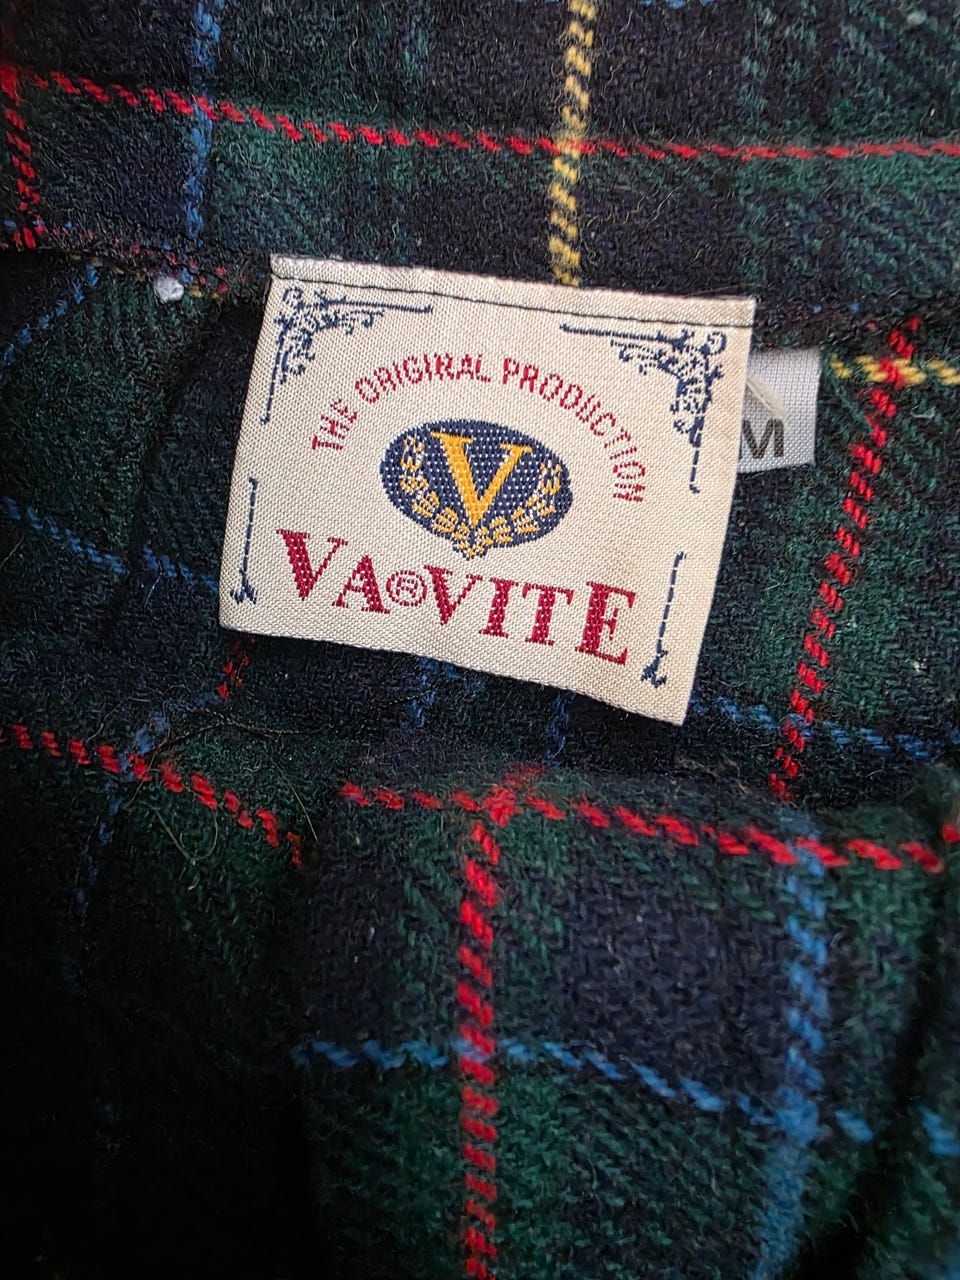 THE ORIGINAL PRODUCTION
V
VA®VITE
M